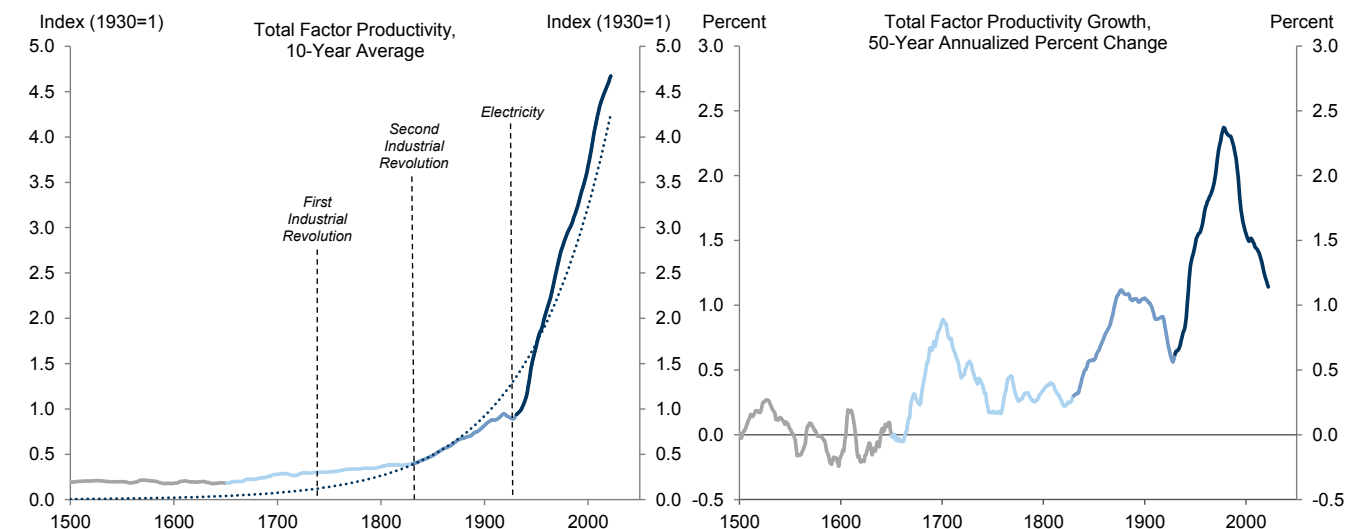 Index (1930=1)
Total Factor Productivity,
10-Year Average
Index (1930=1)
5.0
4.5
4.0
3.5
3.0
2.5
2.0
1.5
1.0
0.5
0.0
First
Industrial
Revolution
Second
Industrial
Revolution
Electricity
5.0
4.5
4.0
3.5
3.0
2.5
2.0
1.5
1.0
0.5
0.0
1500 1600 1700 1800 1900 2000
Percent
Total Factor Productivity Growth,
50-Year Annualized Percent Change
Percent
3.0
2.5
2.0
1.5
1.0
0.5
0.0
-0.5
3.0
2.5
2.0
1.5
1.0
0.5
0.0
-0.5
1500 1600 1700 1800 1900 2000